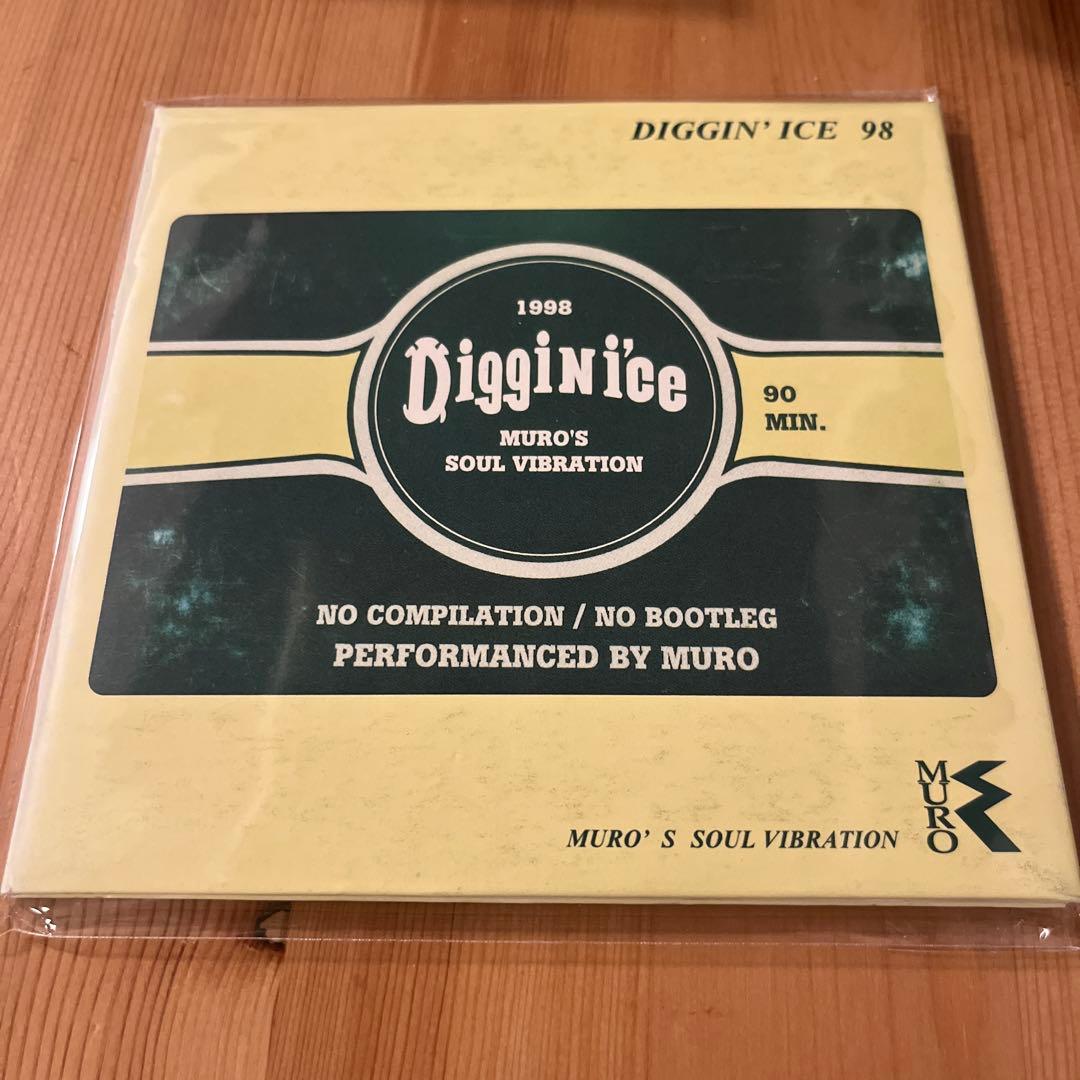 DIGGIN' ICE 98
1998
DiggiN i'ce
MURO'S
SOUL VIBRATION
90
MIN.
NO COMPILATION / NO BOOTLEG
PERFORMANCED BY MURO
MURO
MURO' S SOUL VIBRATION